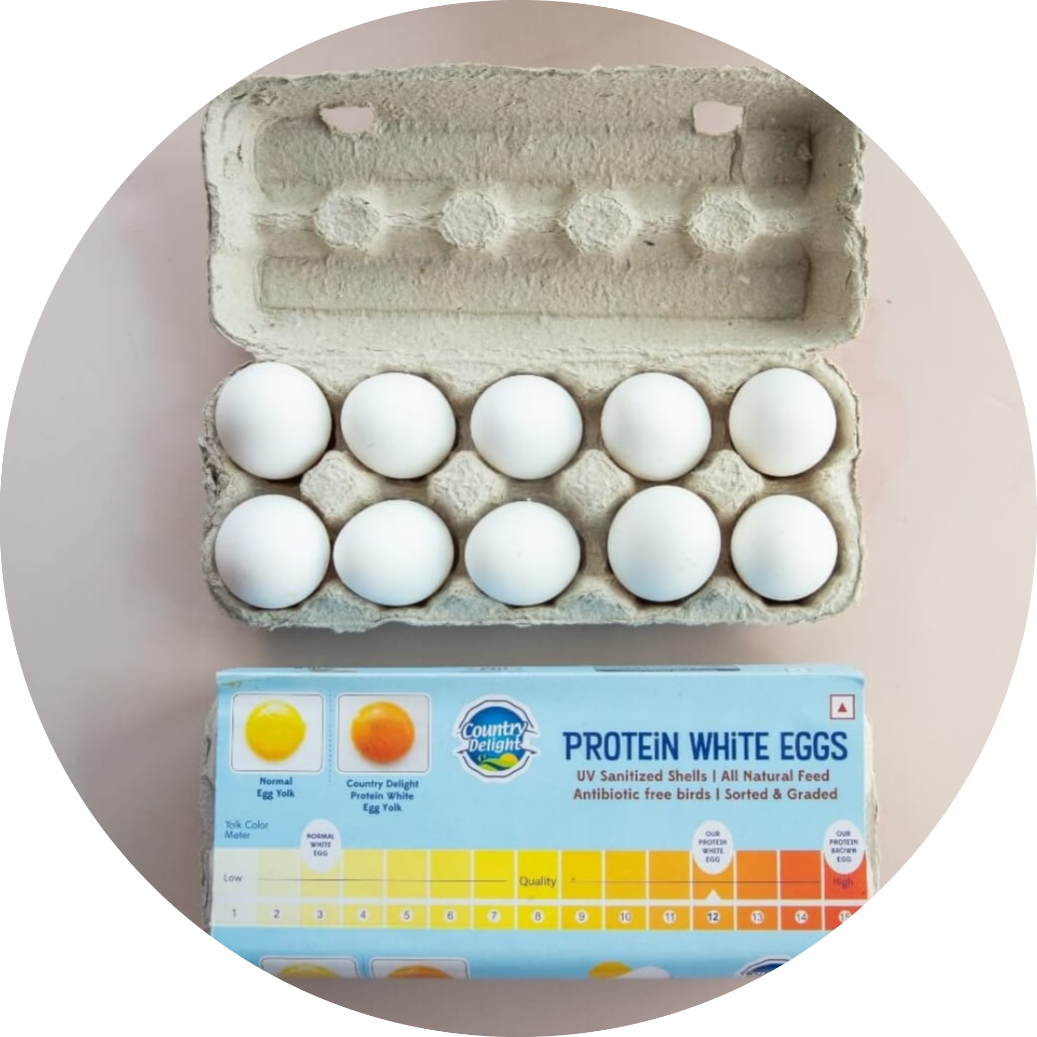 Country
Delight
PROTEiN WHiTE EGGS
UV Sanitized Shells | All Natural Feed
Antibiotic free birds | Sorted & Graded
Normal
Egg Yolk
Country Delight
Protein White
Egg Yolk
Yolk Color
Meter
NORMAL
WHITE
EGG
OUR
PROTEIN
WHITE
EGG
OUR
PROTEIN
BROWN
EGG
Low Quality High
1 2 3 4 5 6 7 8 9 10 11 12 13 14 15